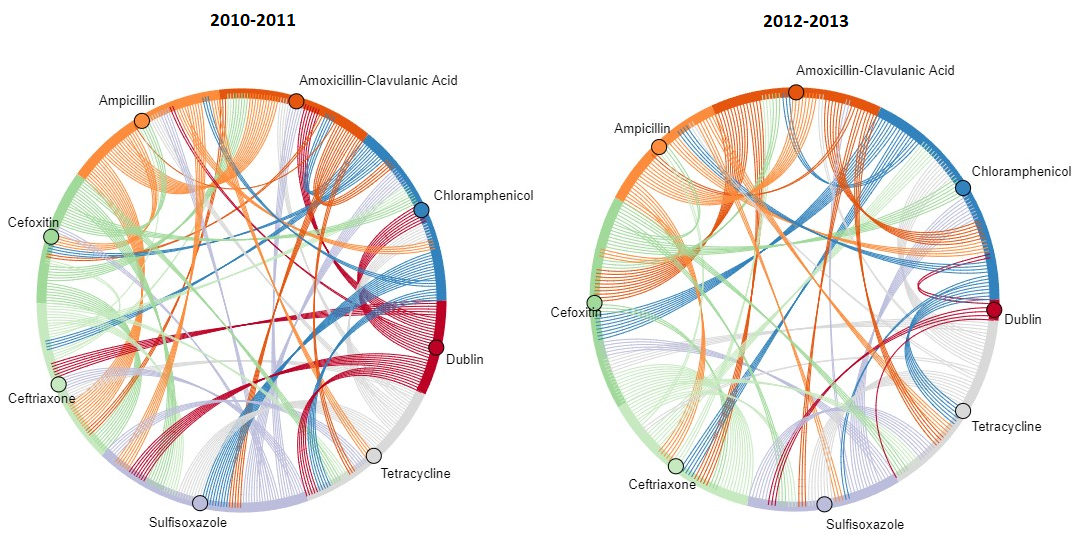 2010-2011
2012-2013
Amoxicillin-Clavulanic Acid
Ampicillin
Chloramphenicol
Cefoxitin
Dublin
Ceftriaxone
Tetracycline
Sulfisoxazole
Amoxicillin-Clavulanic Acid
Ampicillin
Chloramphenicol
Cefoxitin
Dublin
Tetracycline
Ceftriaxone
Sulfisoxazole